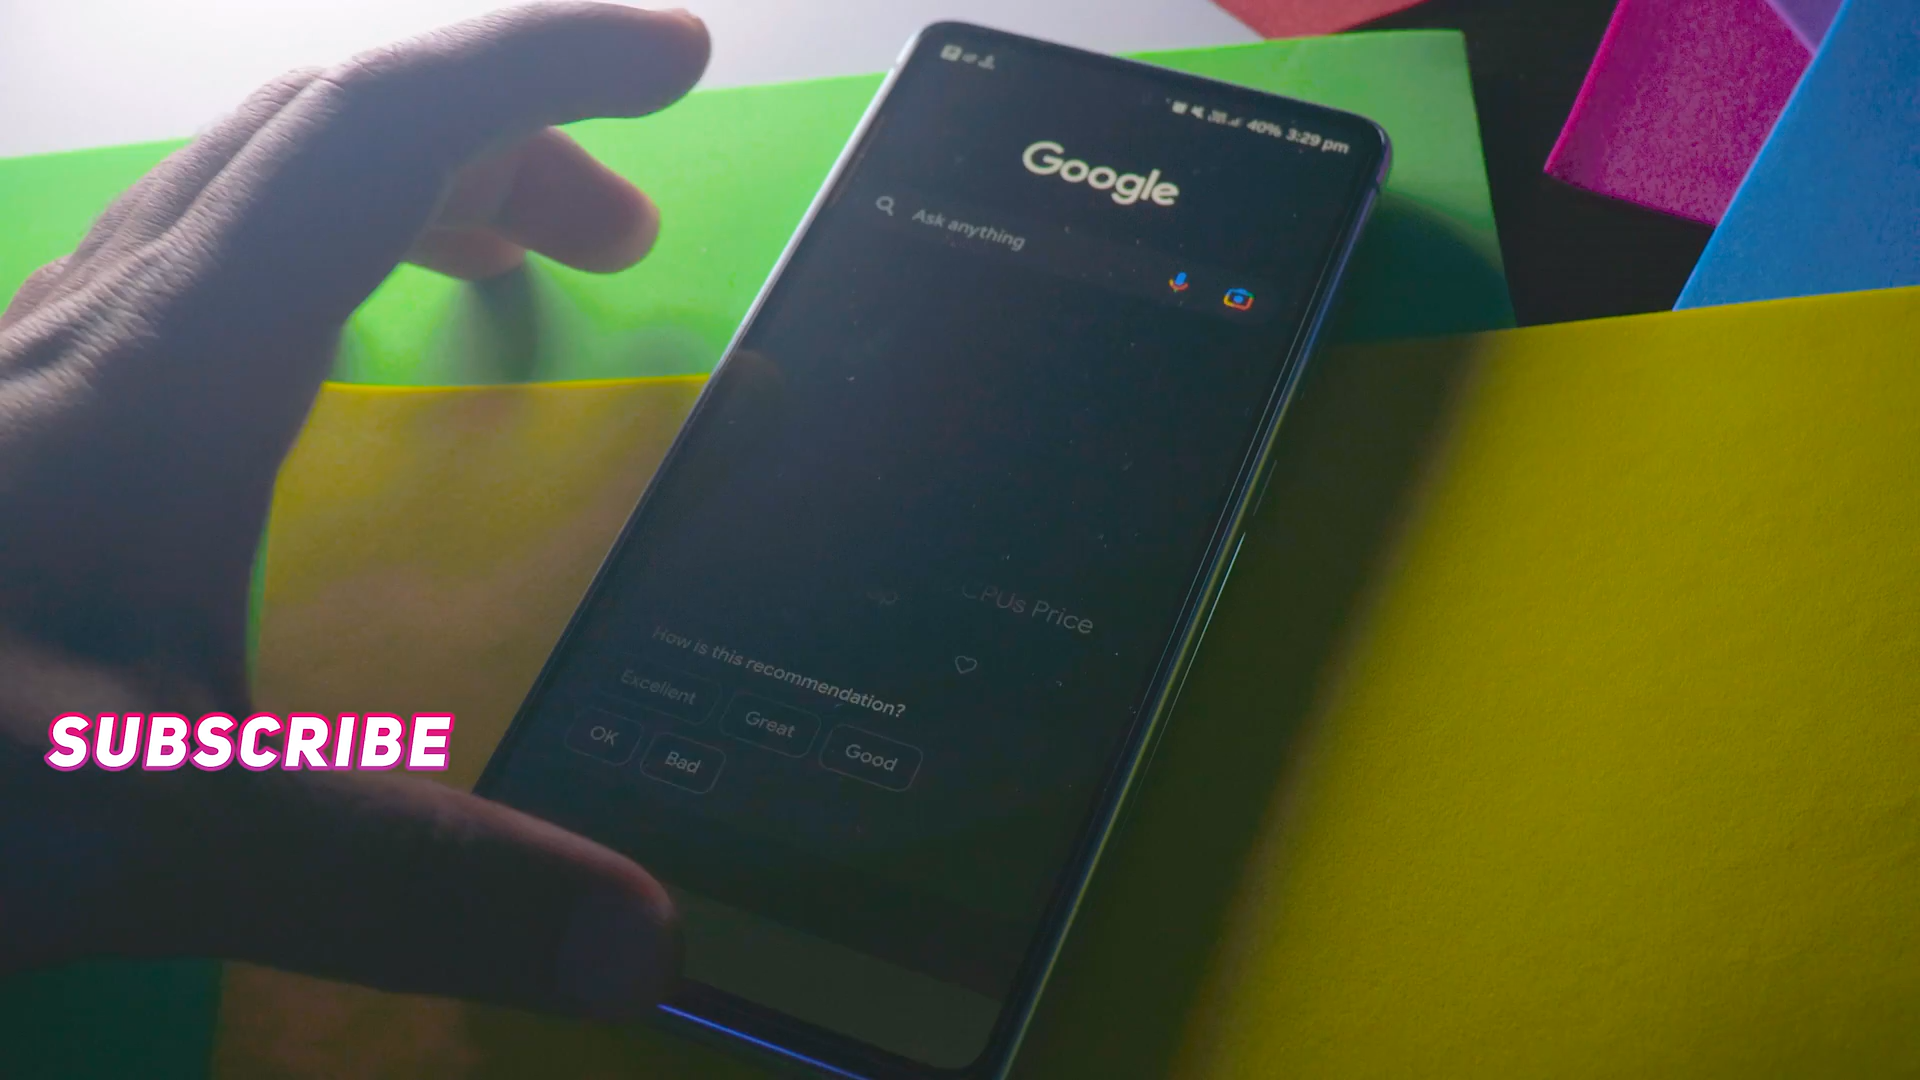 40% 3:29 pm
Google
Ask anything
CPUs Price
How is this recommendation?
Excellent
Great
Good
OK
Bad
SUBSCRIBE